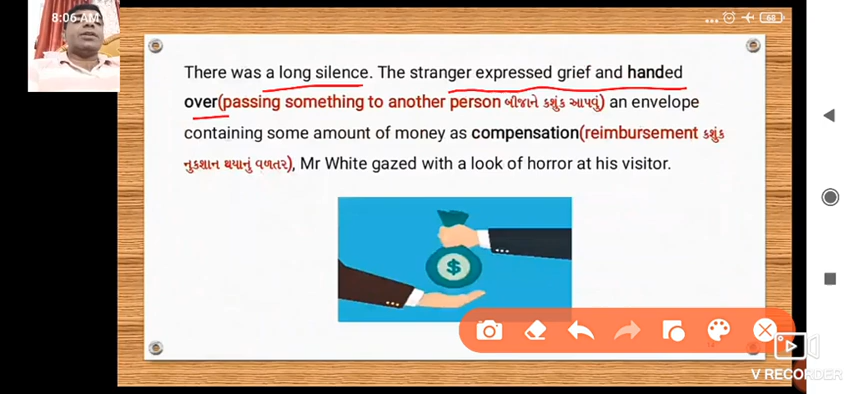 8:06 AM
68
There was a long silence. The stranger expressed grief and handed
over(passing something to another person બીજાને કશુંક આપવું) an envelope
containing some amount of money as compensation(reimbursement કશુંક
નુકશાન થયાનું વળતર), Mr White gazed with a look of horror at his visitor.
$
V RECORDER